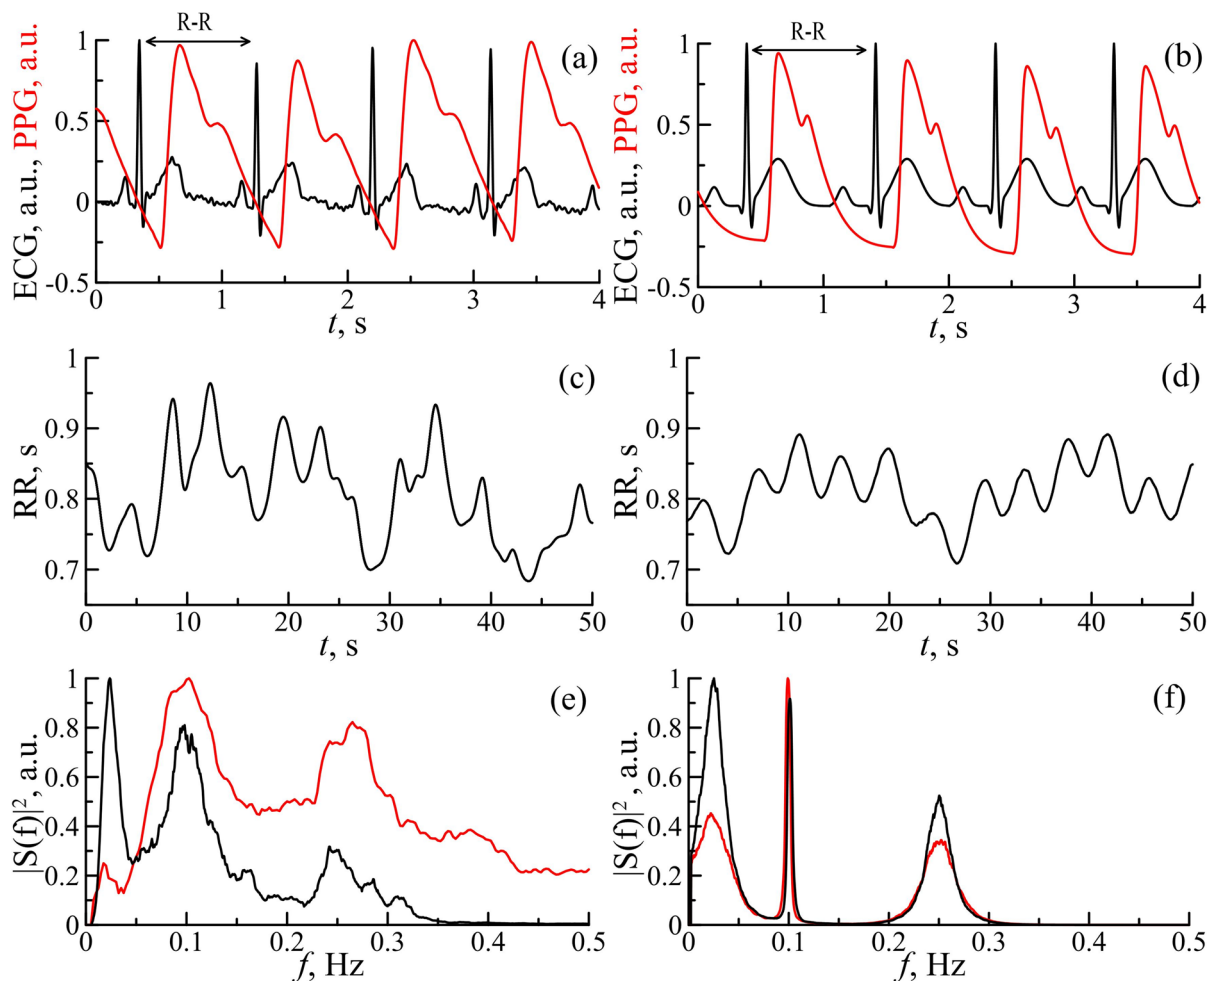 R-R
(a)
ECG, a.u., PPG, a.u.
1
0.5
0
-0.5
0 1 2 3 4
t, s
R-R
(b)
ECG, a.u., PPG, a.u.
1
0.5
0
-0.5
0 1 2 3 4
t, s
(c)
RR, s
1
0.9
0.8
0.7
0 10 20 30 40 50
t, s
(d)
RR, s
1
0.9
0.8
0.7
0 10 20 30 40 50
t, s
(e)
|S(f)|², a.u.
1
0.8
0.6
0.4
0.2
0
0 0.1 0.2 0.3 0.4 0.5
f, Hz
(f)
|S(f)|², a.u.
1
0.8
0.6
0.4
0.2
0
0 0.1 0.2 0.3 0.4 0.5
f, Hz